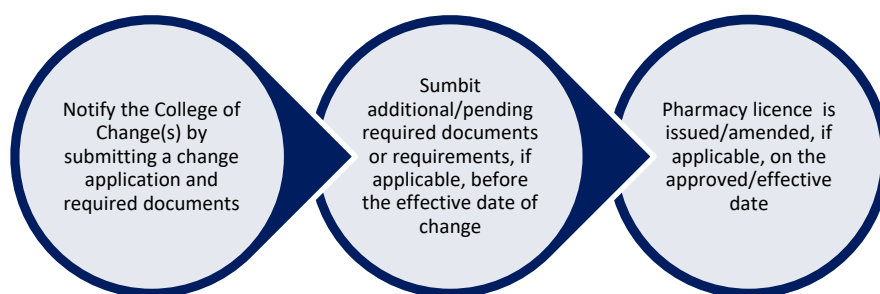 Notify the College of
Change(s) by
submitting a change
application and
required documents
Sumbit
additional/pending
required documents
or requirements, if
applicable, before
the effective date of
change
Pharmacy licence is
issued/amended, if
applicable, on the
approved/effective
date